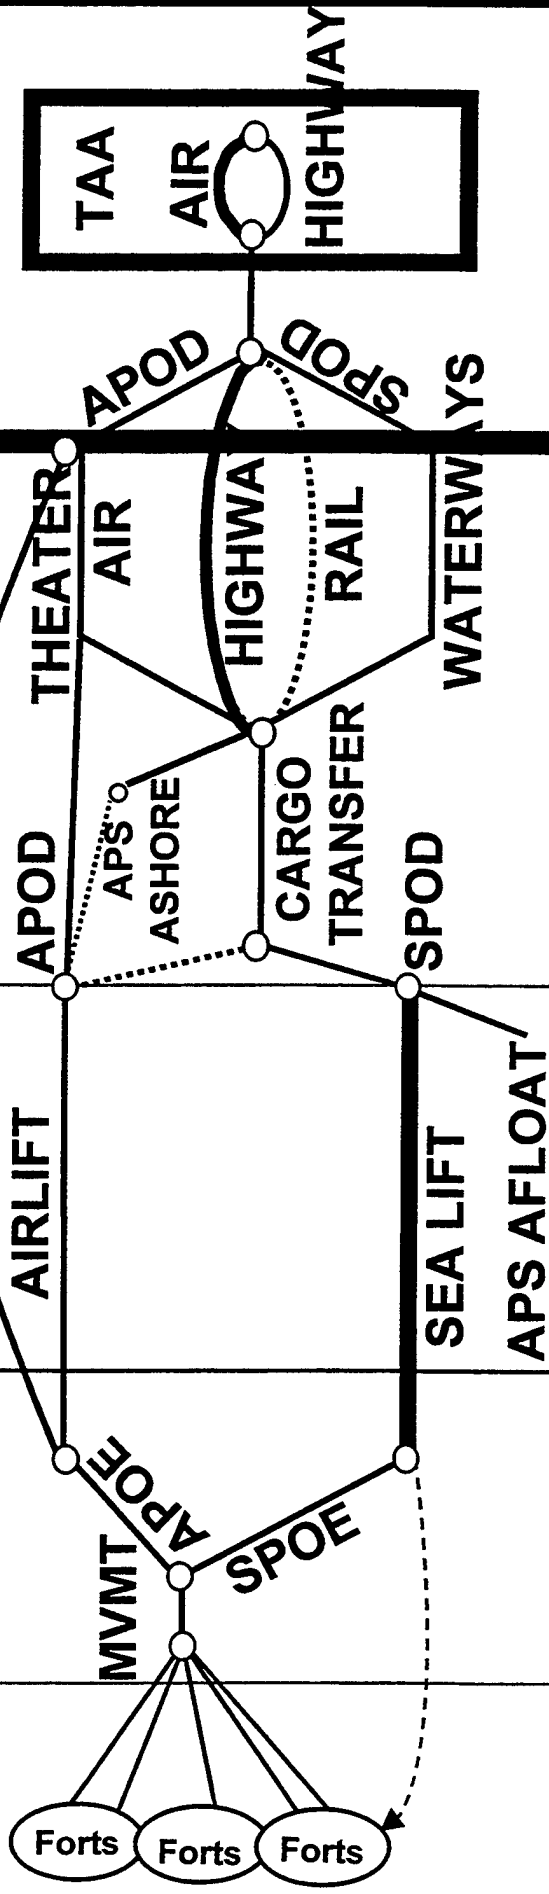 HIGHWAY
AIR
TAA
APOD
SPOD
THEATER
AIR
HIGHWA
RAIL
WATERWAYS
APOD
APS
ASHORE
CARGO
TRANSFER
SPOD
AIRLIFT
SEA LIFT
APS AFLOAT
APOE
SPOE
MVMT
Forts
Forts
Forts